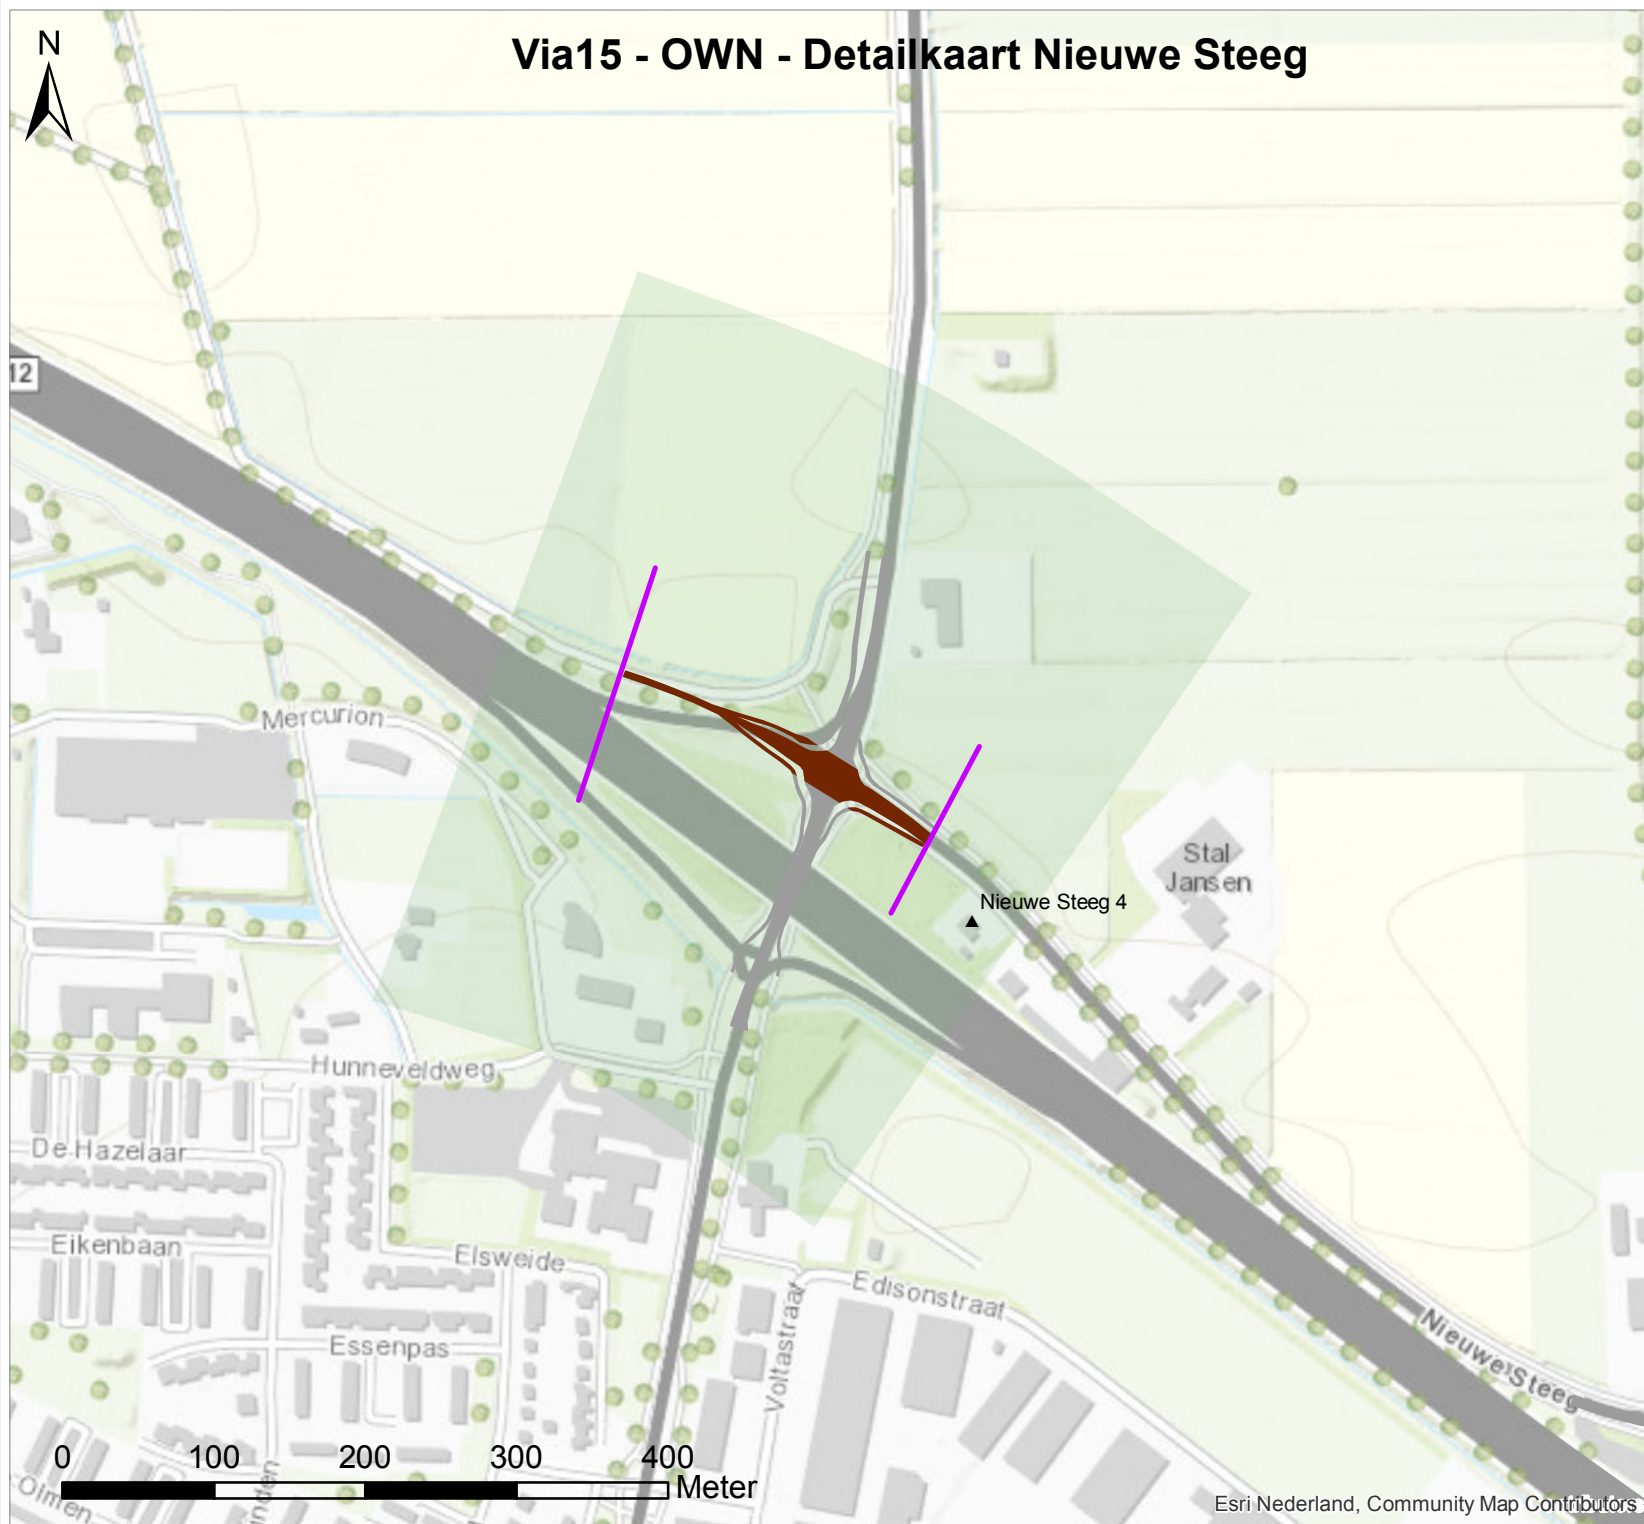 N
Via15 - OWN - Detailkaart Nieuwe Steeg
12
Mercurion
Stal
Jansen
Nieuwe Steeg 4
Hunneveldweg
De Hazelaar
Eikenbaan
Elsweide
Edisonstraat
Voltastraat
Essenpas
Nieuwe Steeg
0 100 200 300 400
Meter
Esri Nederland, Community Map Contributors